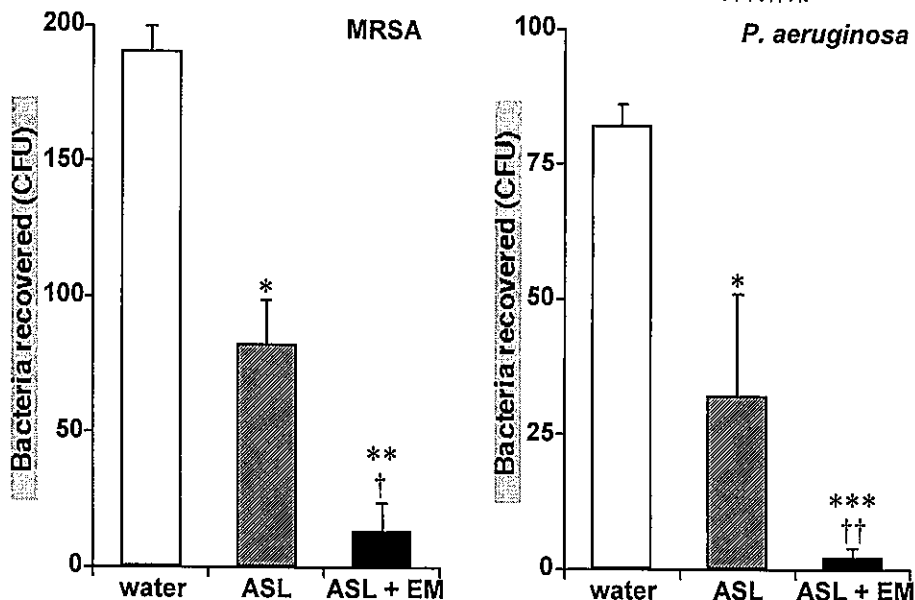 MRSA
Bacteria recovered (CFU)
200
150
100
50
0
*
**
†
water
ASL
ASL + EM
P. aeruginosa
Bacteria recovered (CFU)
100
75
50
25
0
*
***
††
water
ASL
ASL + EM